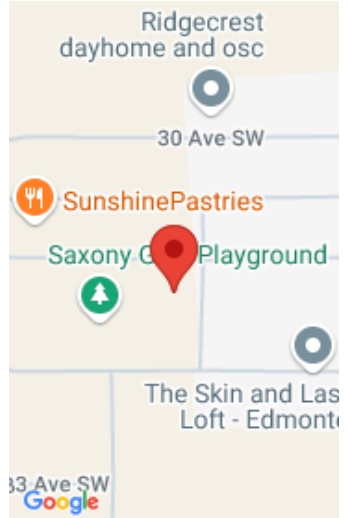 Ridgecrest
dayhome and osc
30 Ave SW
SunshinePastries
Saxony G Playground
The Skin and Las
Loft - Edmont
33 Ave SW
Google